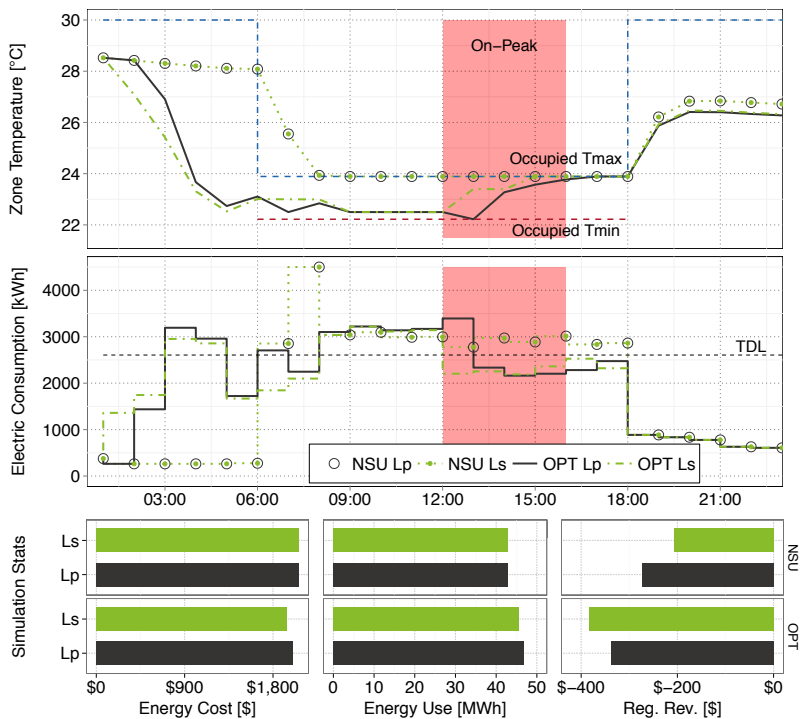 Zone Temperature [°C]
30
28
26
24
22
On−Peak
Occupied Tmax
Occupied Tmin
Electric Consumption [kWh]
4000
3000
2000
1000
0
TDL
NSU Lp NSU Ls OPT Lp OPT Ls
03:00 06:00 09:00 12:00 15:00 18:00 21:00
Simulation Stats
Ls
Lp
NSU
Ls
Lp
OPT
$0 $900 $1,800
Energy Cost [$]
0 10 20 30 40 50
Energy Use [MWh]
$−400 $−200 $0
Reg. Rev. [$]